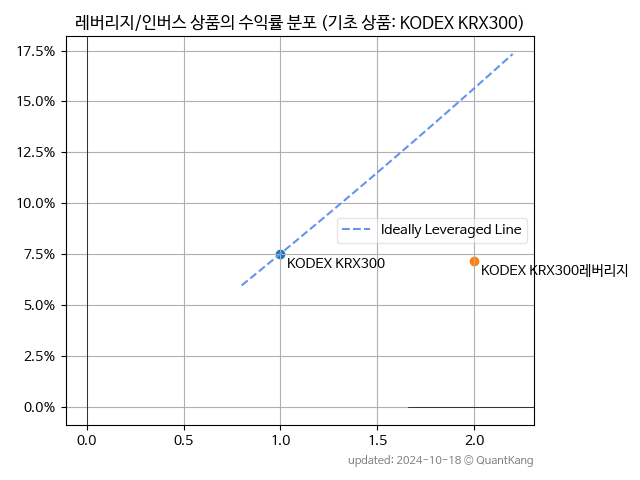 레버리지/인버스 상품의 수익률 분포 (기초 상품: KODEX KRX300)
17.5%
15.0%
12.5%
10.0%
7.5%
5.0%
2.5%
0.0%
Ideally Leveraged Line
KODEX KRX300
KODEX KRX300레버리지
0.0
0.5
1.0
1.5
2.0
updated: 2024-10-18 © QuantKang